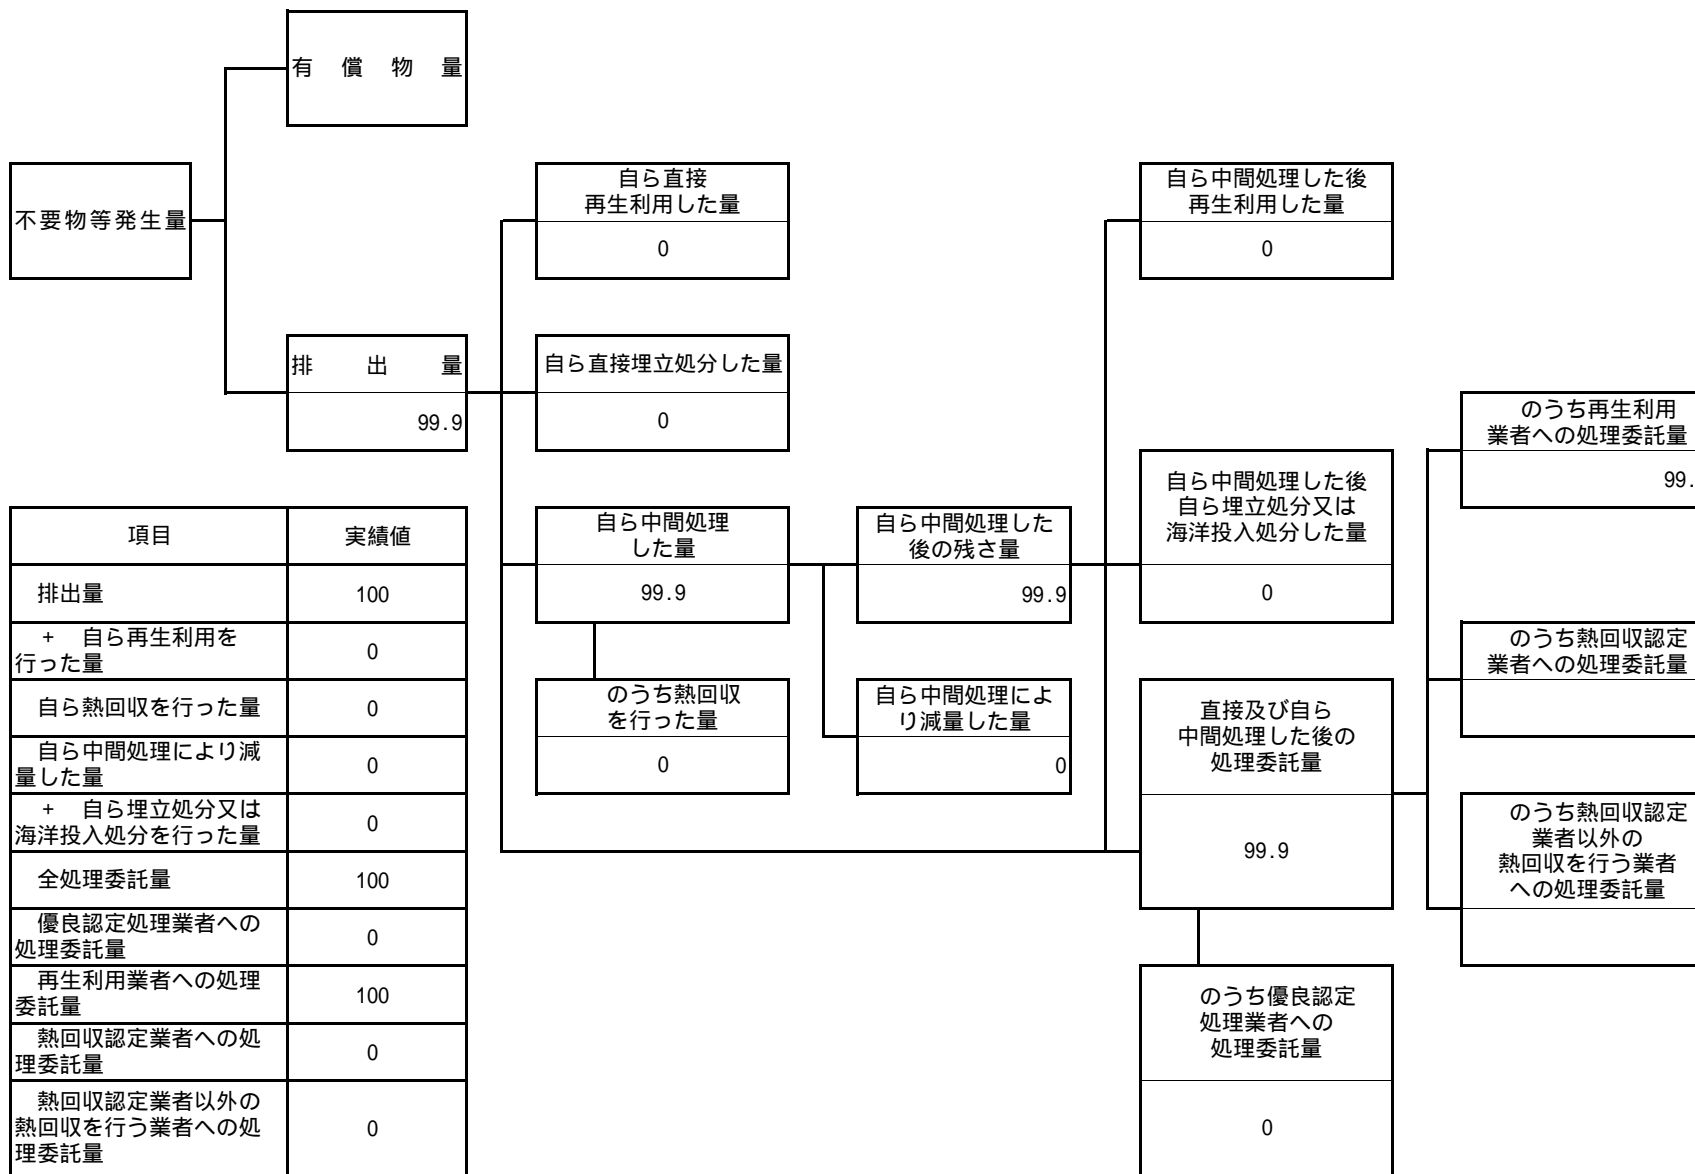 有 償 物 量
不要物等発生量
自ら直接
再生利用した量
0
自ら中間処理した後
再生利用した量
0
排 出 量
99.9
自ら直接埋立処分した量
0
のうち再生利用
業者への処理委託量
99.
自ら中間処理
した量
99.9
自ら中間処理した
後の残さ量
99.9
自ら中間処理した後
自ら埋立処分又は
海洋投入処分した量
0
のうち熱回収認定
業者への処理委託量
のうち熱回収
を行った量
0
自ら中間処理によ
り減量した量
0
直接及び自ら
中間処理した後の
処理委託量
99.9
のうち熱回収認定
業者以外の
熱回収を行う業者
への処理委託量
のうち優良認定
処理業者への
処理委託量
0
項目 実績値
排出量 100
+ 自ら再生利用を
行った量
0
自ら熱回収を行った量 0
自ら中間処理により減
量した量
0
+ 自ら埋立処分又は
海洋投入処分を行った量
0
全処理委託量 100
優良認定処理業者への
処理委託量
0
再生利用業者への処理
委託量
100
熱回収認定業者への処
理委託量
0
熱回収認定業者以外の
熱回収を行う業者への処
理委託量
0